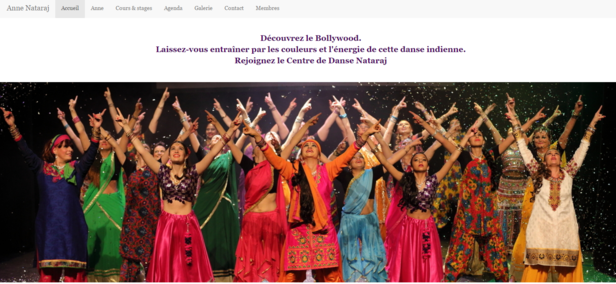 Anne Nataraj Accueil Anne Cours & stages Agenda Galerie Contact Membres
Découvrez le Bollywood.
Laissez-vous entraîner par les couleurs et l'énergie de cette danse indienne.
Rejoignez le Centre de Danse Nataraj